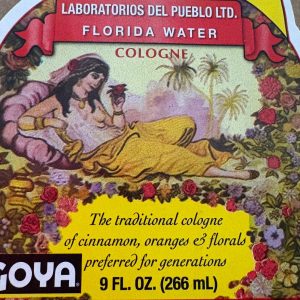 LABORATORIOS DEL PUEBLO LTD.
FLORIDA WATER
COLOGNE
The traditional cologne
of cinnamon, oranges & florals
preferred for generations
GOYA
9 FL. OZ. (266 mL)